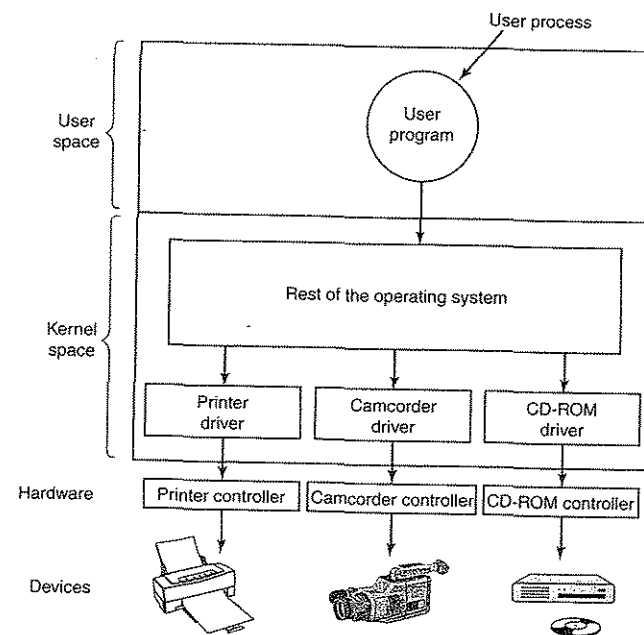 User process
User
program
User
space
Rest of the operating system
Kernel
space
Printer
driver
Camcorder
driver
CD-ROM
driver
Hardware
Printer controller
Camcorder controller
CD-ROM controller
Devices